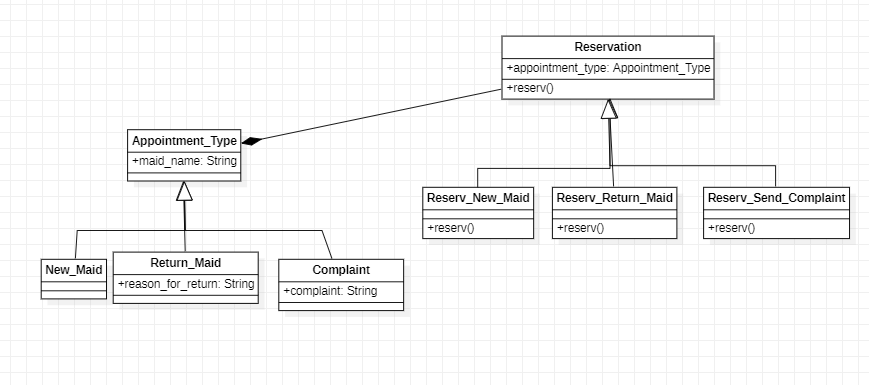 Reservation
+appointment_type: Appointment_Type
+reserv()
Appointment_Type
+maid_name: String
Reserv_New_Maid
+reserv()
Reserv_Return_Maid
+reserv()
Reserv_Send_Complaint
+reserv()
New_Maid
Return_Maid
+reason_for_return: String
Complaint
+complaint: String